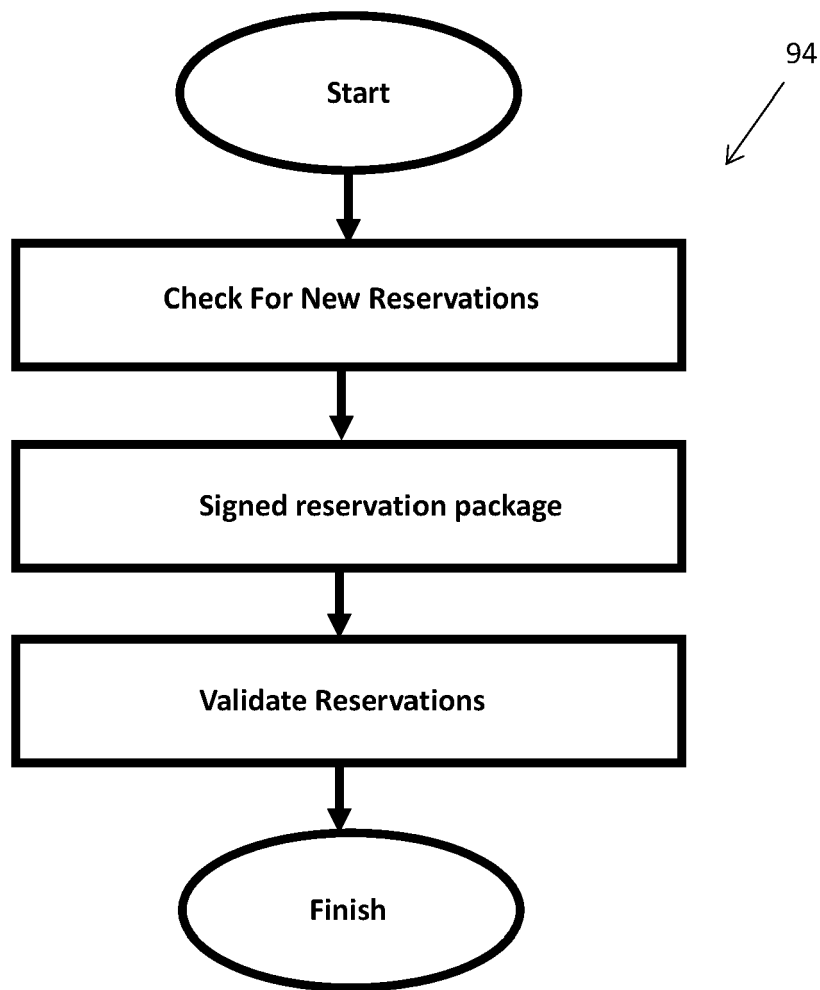 94
Start
Check For New Reservations
Signed reservation package
Validate Reservations
Finish